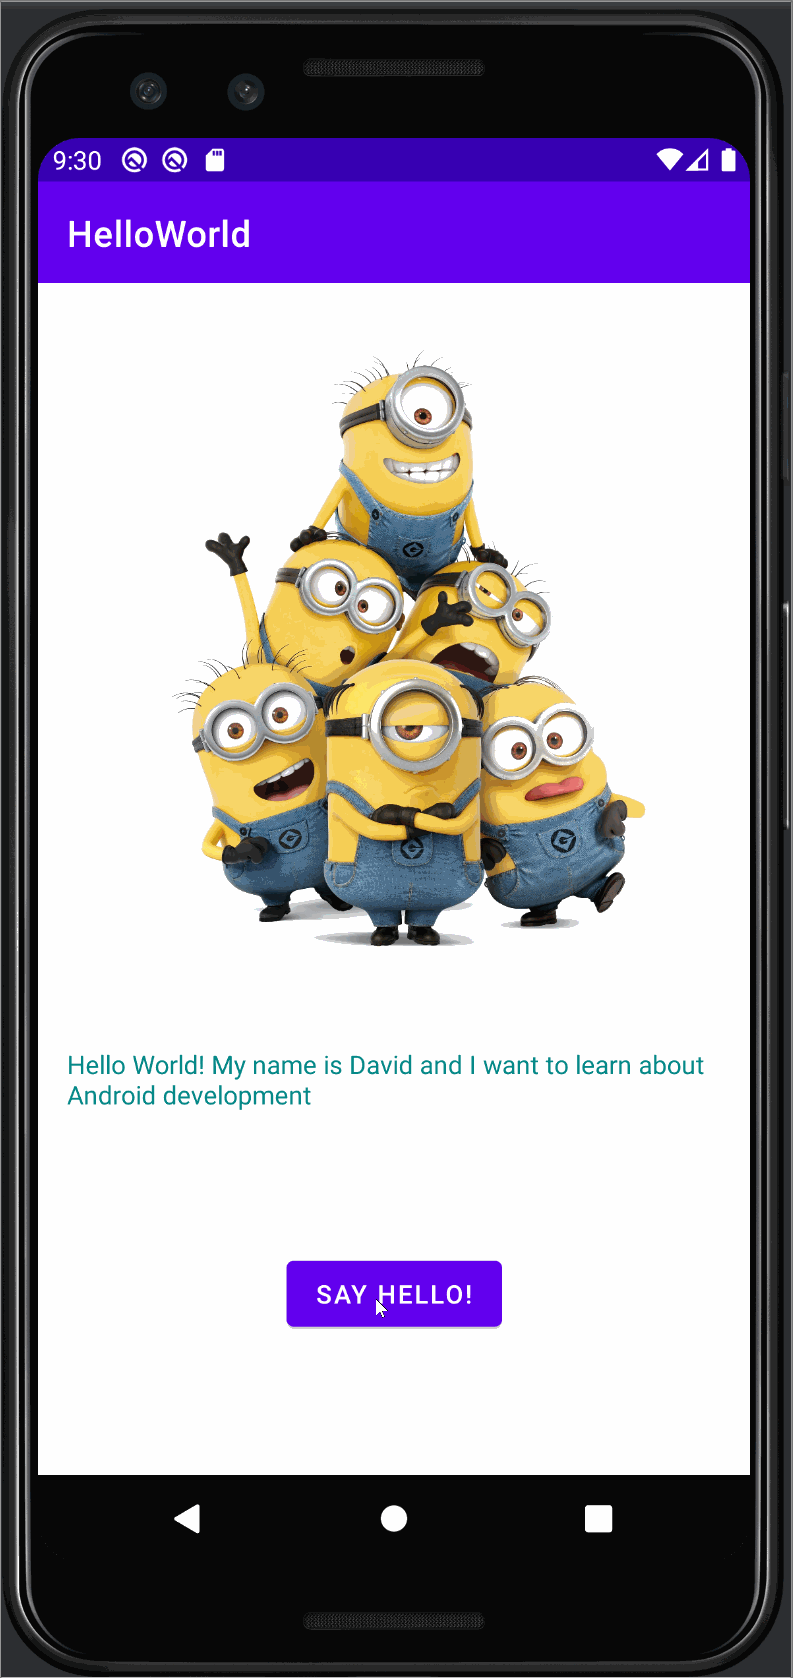 9:30
HelloWorld
Hello World! My name is David and I want to learn about
Android development
SAY HELLO!